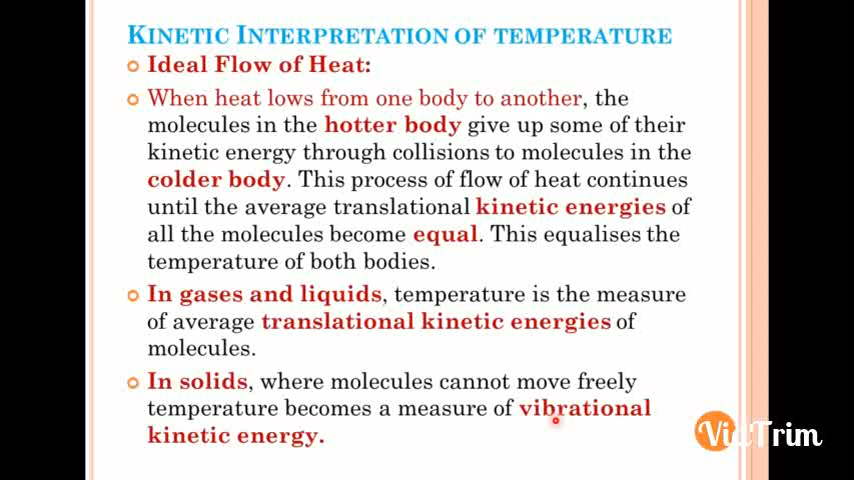 KINETIC INTERPRETATION OF TEMPERATURE
Ideal Flow of Heat:
When heat lows from one body to another, the
molecules in the hotter body give up some of their
kinetic energy through collisions to molecules in the
colder body. This process of flow of heat continues
until the average translational kinetic energies of
all the molecules become equal. This equalises the
temperature of both bodies.
In gases and liquids, temperature is the measure
of average translational kinetic energies of
molecules.
In solids, where molecules cannot move freely
temperature becomes a measure of vibrational
kinetic energy.
VidTrim